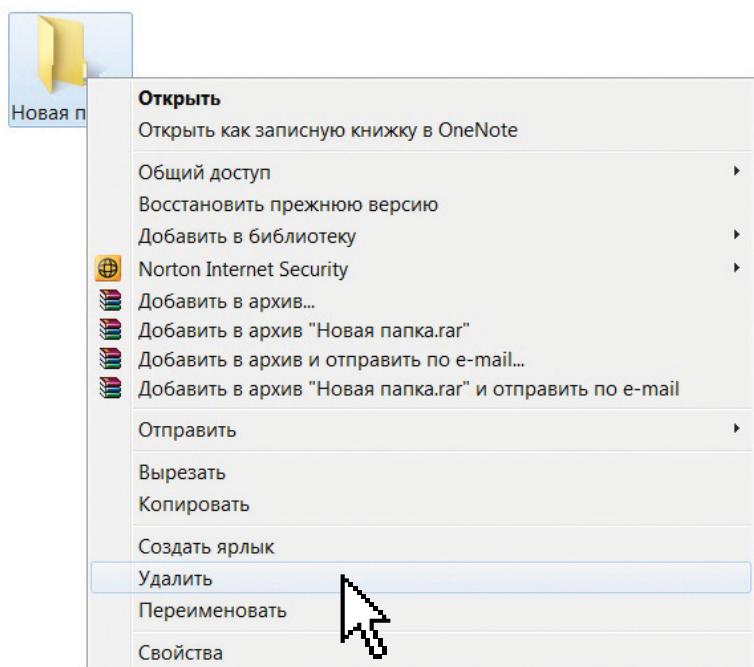 Новая п
Открыть
Открыть как записную книжку в OneNote
Общий доступ
Восстановить прежнюю версию
Добавить в библиотеку
Norton Internet Security
Добавить в архив...
Добавить в архив "Новая папка.rar"
Добавить в архив и отправить по e-mail...
Добавить в архив "Новая папка.rar" и отправить по e-mail
Отправить
Вырезать
Копировать
Создать ярлык
Удалить
Переименовать
Свойства